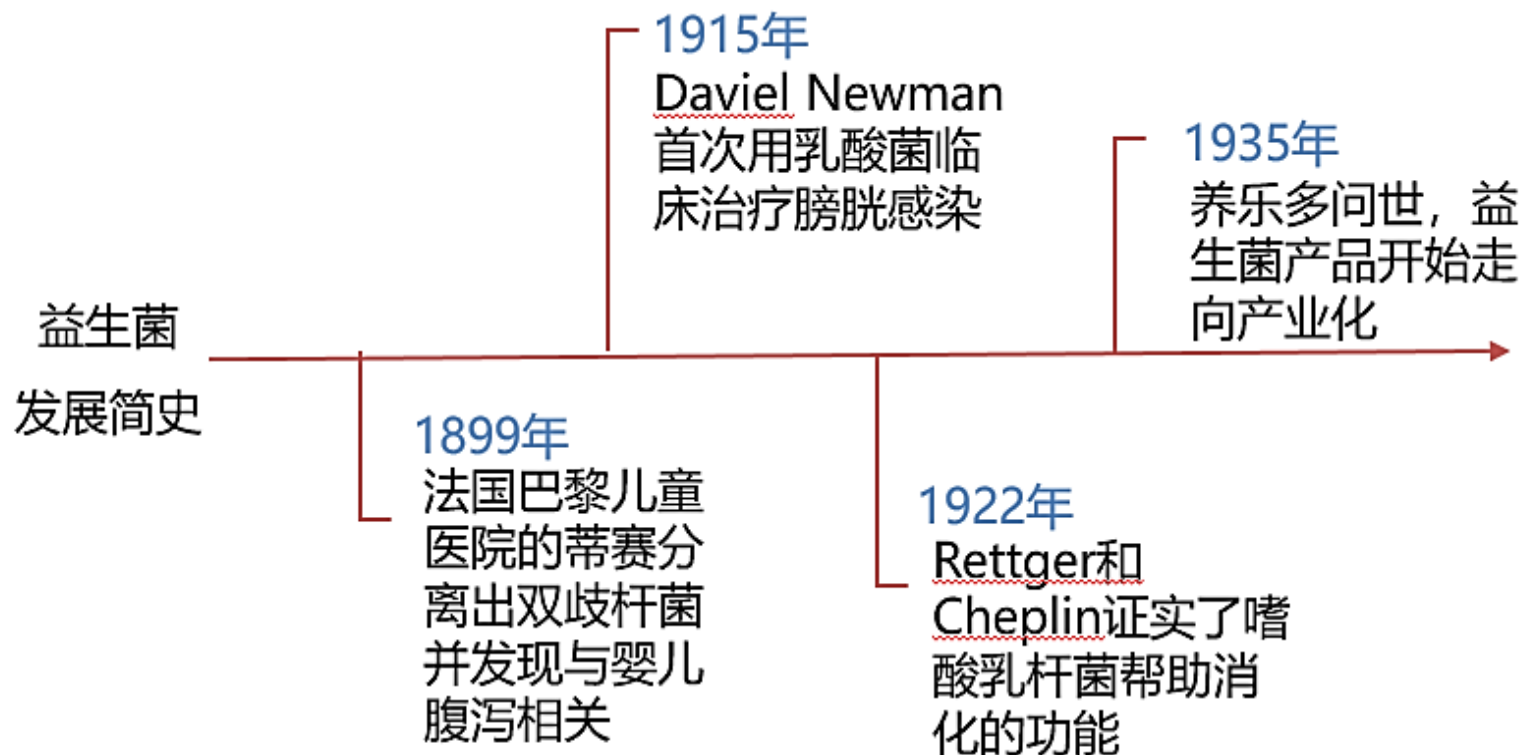 益生菌
发展简史
1899年
法国巴黎儿童
医院的蒂赛分
离出双歧杆菌
并发现与婴儿
腹泻相关
1915年
Daviel Newman
首次用乳酸菌临
床治疗膀胱感染
1922年
Rettger和
Cheplin证实了嗜
酸乳杆菌帮助消
化的功能
1935年
养乐多问世，益
生菌产品开始走
向产业化